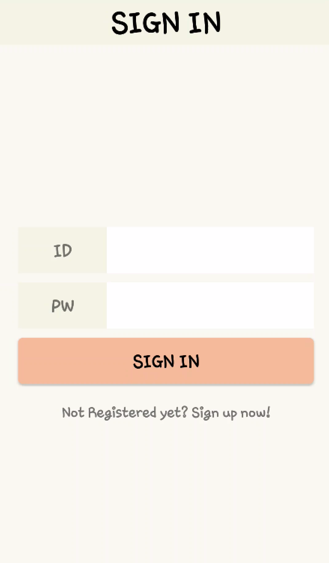 SIGN IN
ID
PW
SIGN IN
Not Registered yet? Sign up now!